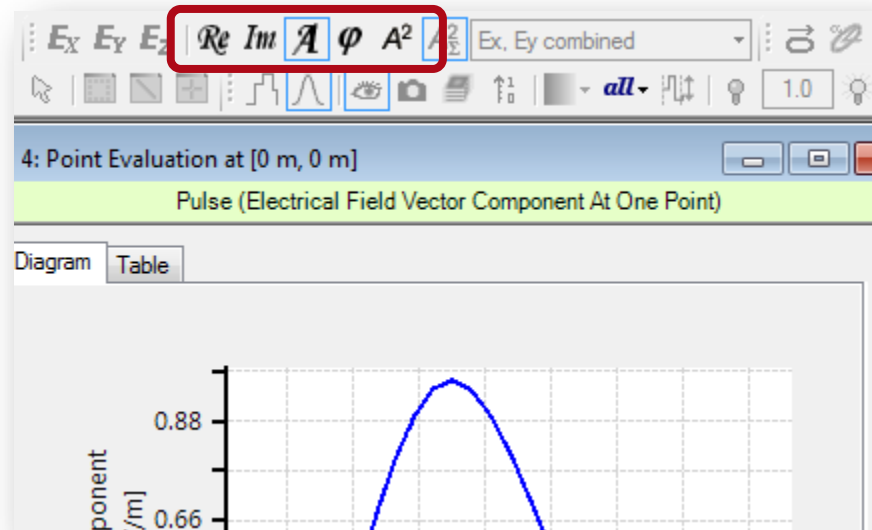 Ex Ey Ez Re Im A φ A² A²Σ Ex, Ey combined
all 1.0
4: Point Evaluation at [0 m, 0 m]
Pulse (Electrical Field Vector Component At One Point)
Diagram Table
0.88
0.66